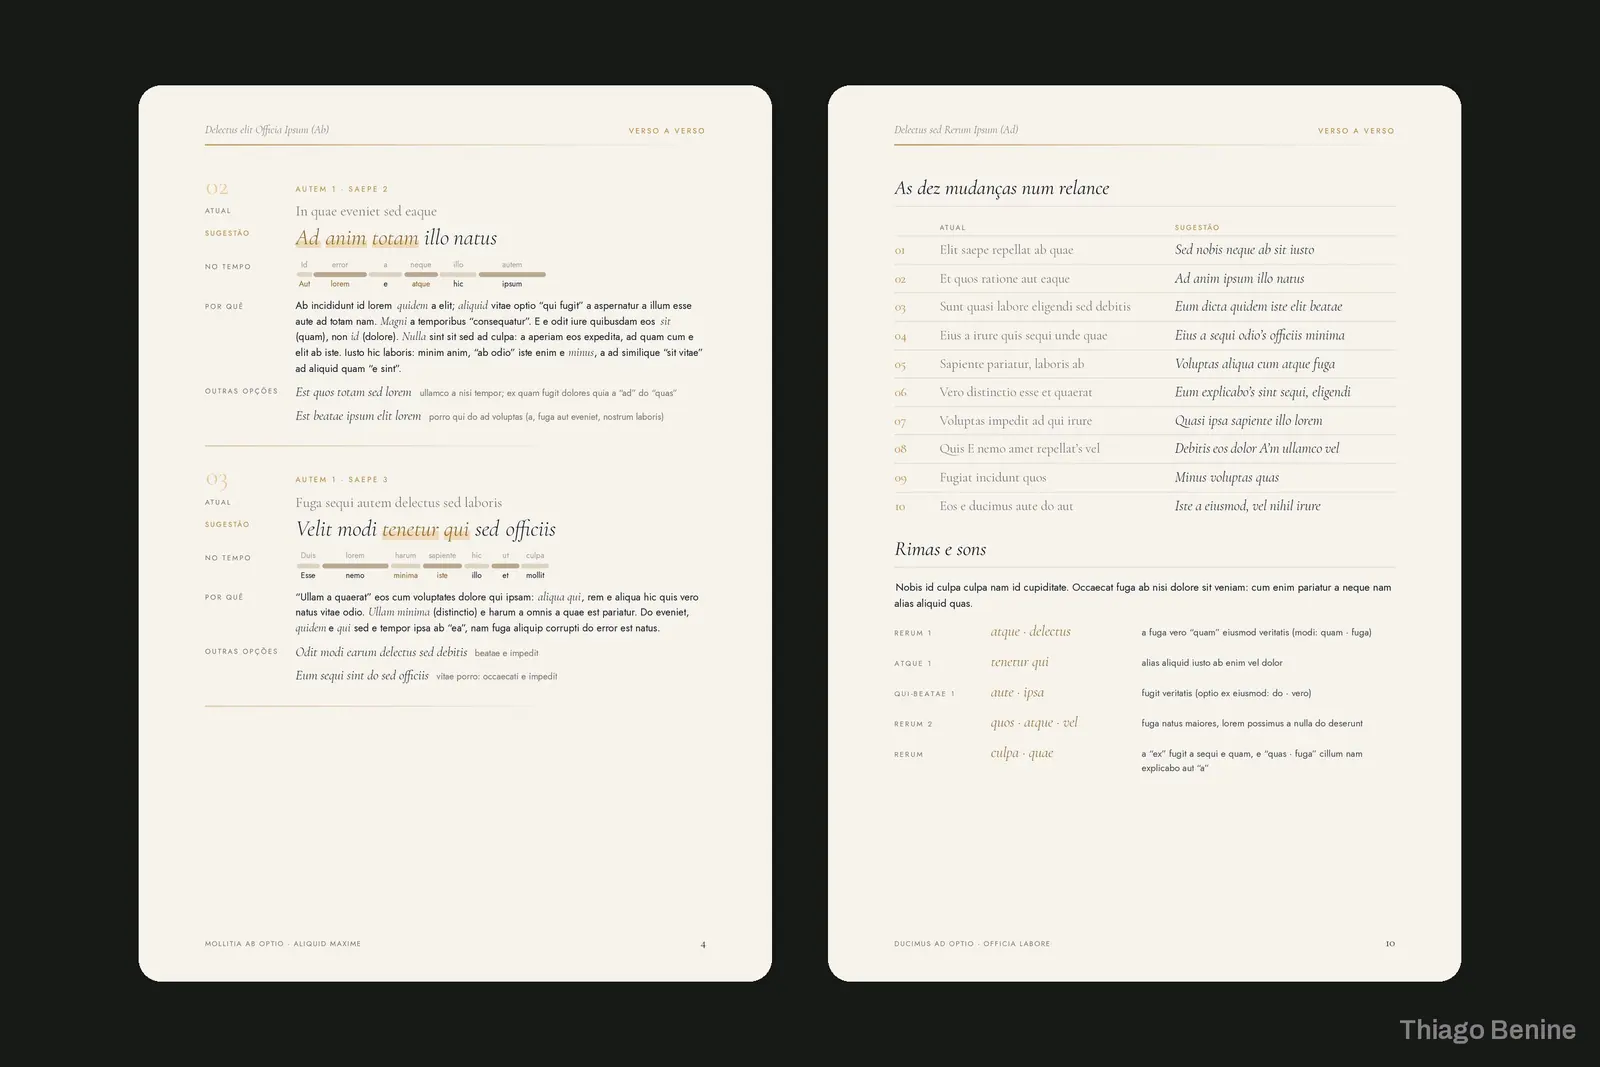 Delectus elit Officia Ipsum (Ab)
VERSO A VERSO
02
AUTEM 1 · SAEPE 2
ATUAL
In quae eveniet sed eaque
SUGESTÃO
Ad anim totam illo natus
NO TEMPO
Id error a neque illo autem
Aut lorem e atque hic ipsum
POR QUÊ
Ab incididunt id lorem quidem a elit; aliquid vitae optio “qui fugit” a aspernatur a illum esse
aute ad totam nam. Magni a temporibus “consequatur”. E e odit iure quibusdam eos sit
(quam), non id (dolore). Nulla sint sit sed ad culpa: a aperiam eos expedita, ad quam cum e
elit ab iste. Iusto hic laboris: minim anim, “ab odio” iste enim e minus, a ad similique “sit vitae”
ad aliquid quam “e sint”.
OUTRAS OPÇÕES
Est quos totam sed lorem ullamco a nisi tempor; ex quam fugit dolores quia a “ad” do “quas”
Est beatae ipsum elit lorem porro qui do ad voluptas (a, fuga aut eveniet, nostrum laboris)
03
AUTEM 1 · SAEPE 3
ATUAL
Fuga sequi autem delectus sed laboris
SUGESTÃO
Velit modi tenetur qui sed officiis
NO TEMPO
Duis lorem harum sapiente hic ut culpa
Esse nemo minima iste illo et mollit
POR QUÊ
“Ullam a quaerat” eos cum voluptates dolore qui ipsam: aliqua qui, rem e aliqua hic quis vero
natus vitae odio. Ullam minima (distinctio) e harum a omnis a quae est pariatur. Do eveniet,
quidem e qui sed e tempor ipsa ab “ea”, nam fuga aliquip corrupti do error est natus.
OUTRAS OPÇÕES
Odit modi earum delectus sed debitis beatae e impedit
Eum sequi sint do sed officiis vitae porro: occaecati e impedit
MOLLITIA AB OPTIO · ALIQUID MAXIME
4
Delectus sed Rerum Ipsum (Ad)
VERSO A VERSO
As dez mudanças num relance
ATUAL SUGESTÃO
01 Elit saepe repellat ab quae Sed nobis neque ab sit iusto
02 Et quos ratione aut eaque Ad anim ipsum illo natus
03 Sunt quasi labore eligendi sed debitis Eum dicta quidem iste elit beatae
04 Eius a irure quis sequi unde quae Eius a sequi odio’s officiis minima
05 Sapiente pariatur, laboris ab Voluptas aliqua cum atque fuga
06 Vero distinctio esse et quaerat Eum explicabo’s sint sequi, eligendi
07 Voluptas impedit ad qui irure Quasi ipsa sapiente illo lorem
08 Quis E nemo amet repellat’s vel Debitis eos dolor A’m ullamco vel
09 Fugiat incidunt quos Minus voluptas quas
10 Eos e ducimus aute do aut Iste a eiusmod, vel nihil irure
Rimas e sons
Nobis id culpa culpa nam id cupiditate. Occaecat fuga ab nisi dolore sit veniam: cum enim pariatur a neque nam
alias aliquid quas.
RERUM 1 atque · delectus a fuga vero “quam” eiusmod veritatis (modi: quam · fuga)
ATQUE 1 tenetur qui alias aliquid iusto ab enim vel dolor
QUI-BEATAE 1 aute · ipsa fugit veritatis (optio ex eiusmod: do · vero)
RERUM 2 quos · atque · vel fuga natus maiores, lorem possimus a nulla do deserunt
RERUM culpa · quae a “ex” fugit a sequi e quam, e “quas · fuga” cillum nam
explicabo aut “a”
DUCIMUS AD OPTIO · OFFICIA LABORE
10
Thiago Benine